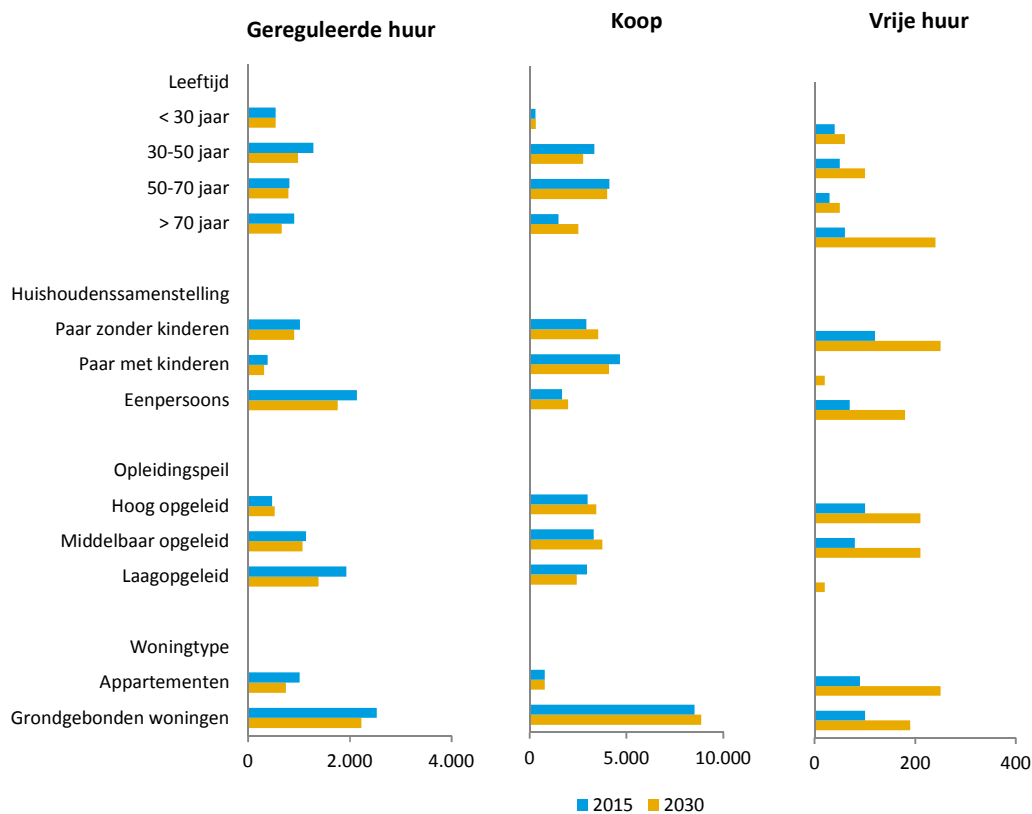 Gereguleerde huur
Koop
Vrije huur
Leeftijd
< 30 jaar
30-50 jaar
50-70 jaar
> 70 jaar
Huishoudenssamenstelling
Paar zonder kinderen
Paar met kinderen
Eenpersoons
Opleidingspeil
Hoog opgeleid
Middelbaar opgeleid
Laagopgeleid
Woningtype
Appartementen
Grondgebonden woningen
0 2.000 4.000
0 5.000 10.000
0 200 400
2015 2030